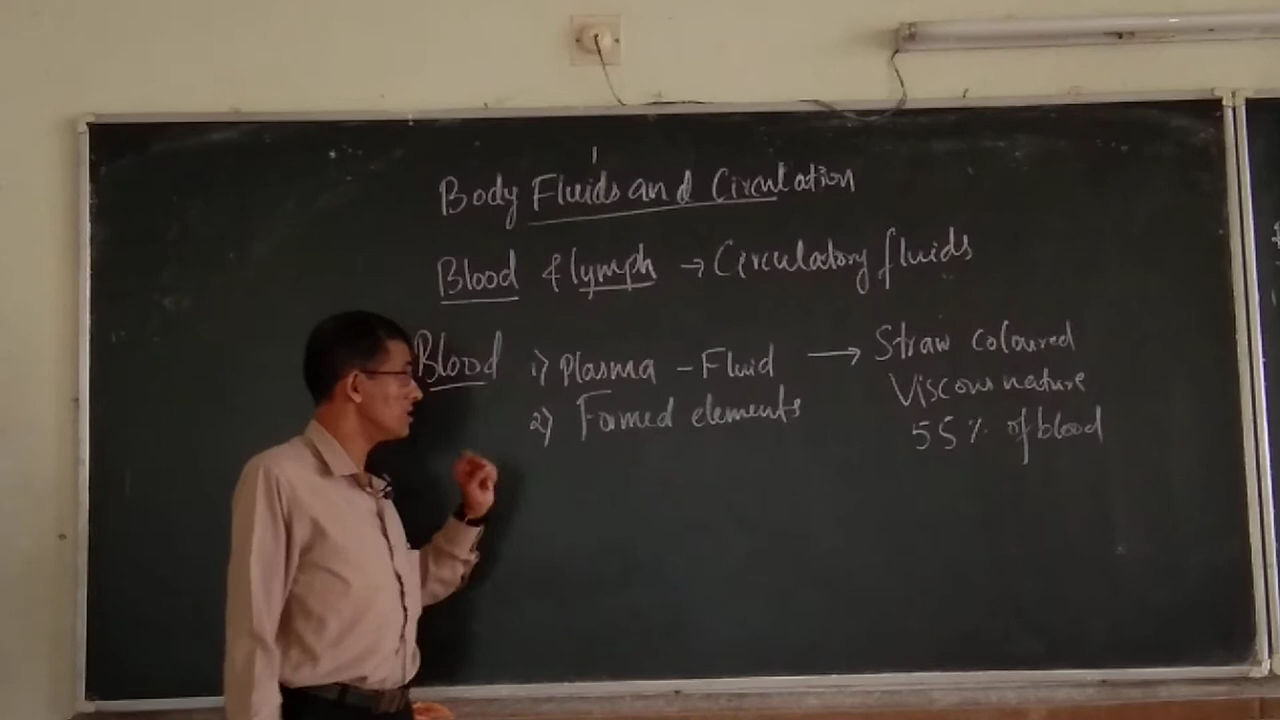 Body Fluids and Circulation
Blood & lymph → Circulatory fluids
Blood 1) Plasma - Fluid → Straw coloured
Viscous nature
2) Formed elements
55% of blood